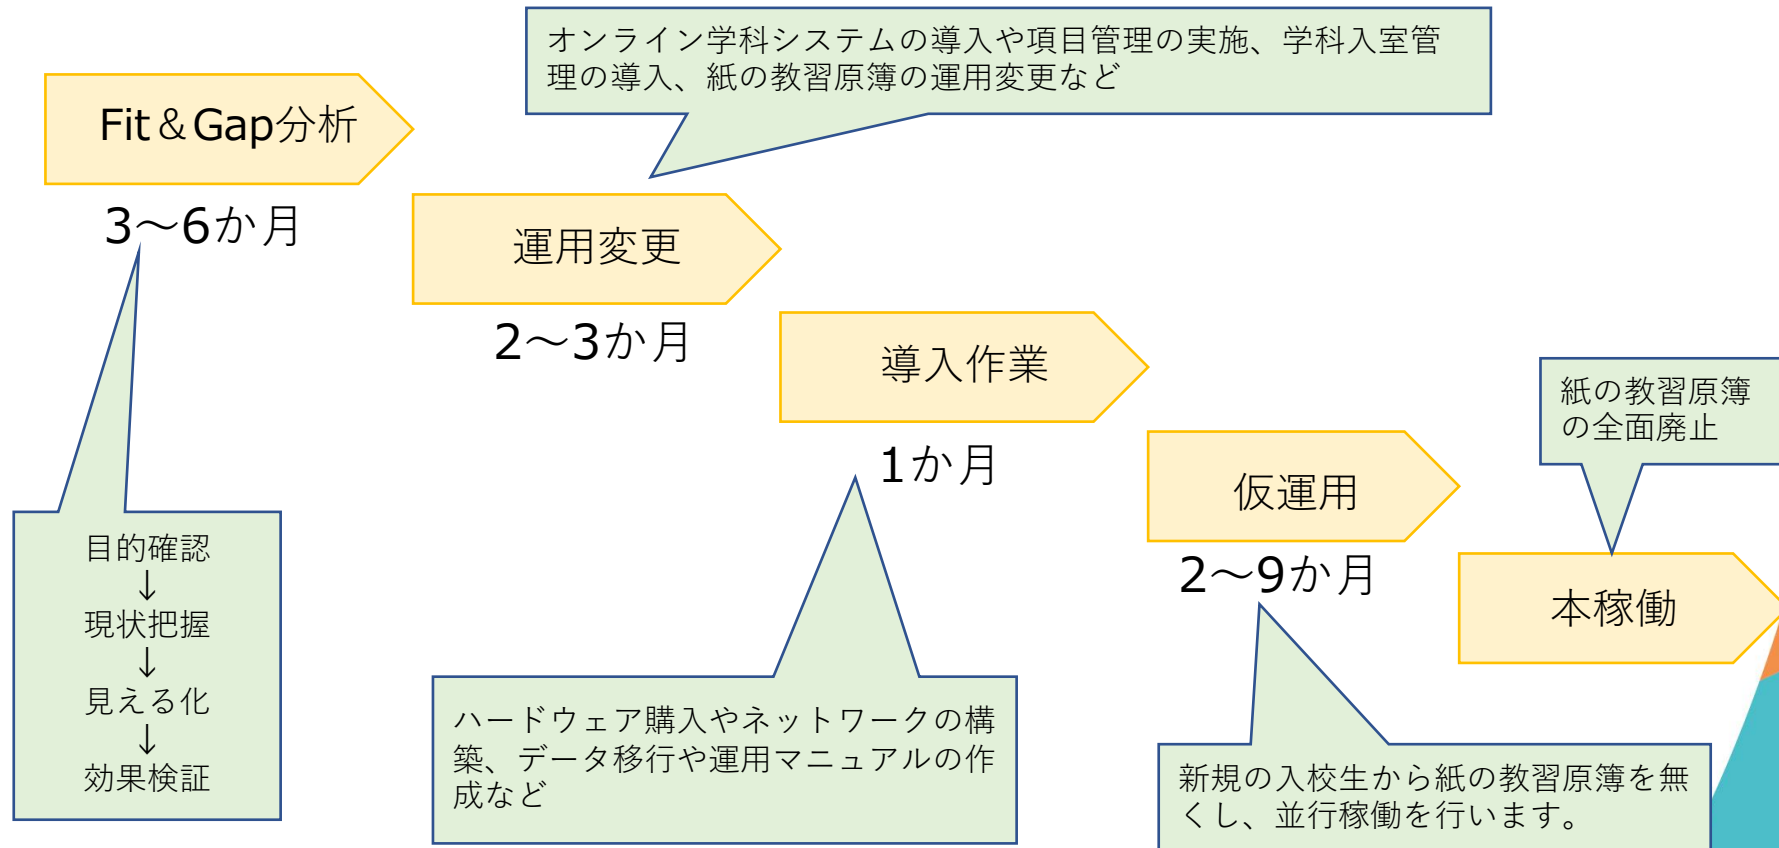 オンライン学科システムの導入や項目管理の実施、学科入室管
理の導入、紙の教習原簿の運用変更など
Fit＆Gap分析
3～6か月
運用変更
2～3か月
導入作業
1か月
紙の教習原簿
の全面廃止
仮運用
2～9か月
本稼働
目的確認
↓
現状把握
↓
見える化
↓
効果検証
ハードウェア購入やネットワークの構
築、データ移行や運用マニュアルの作
成など
新規の入校生から紙の教習原簿を無
くし、並行稼働を行います。